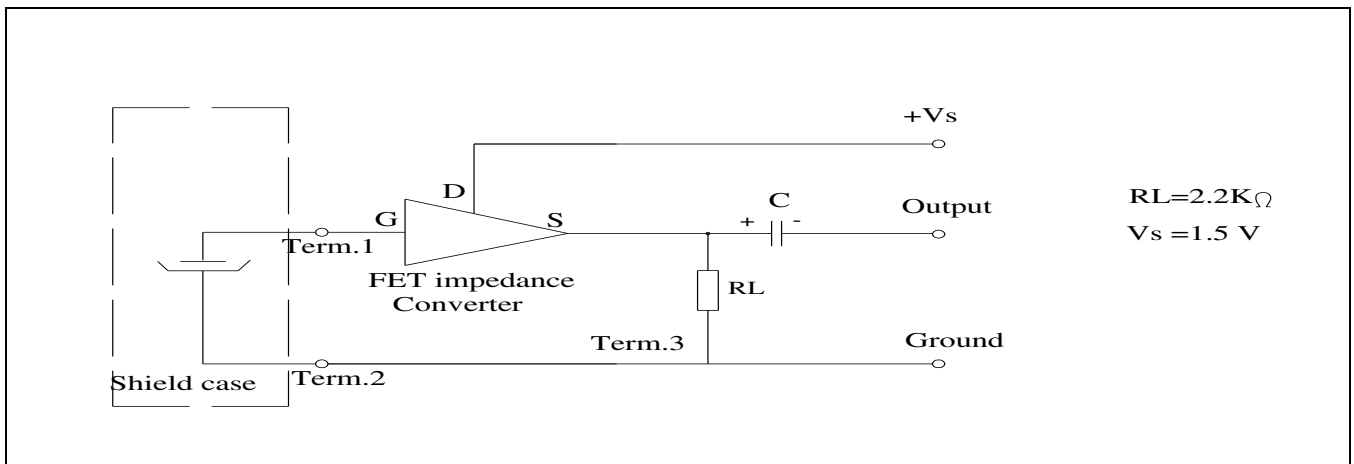 +Vs
D
C
RL=2.2KΩ
G
S
+
-
Output
Vs =1.5 V
Term.1
FET impedance
Converter
RL
Term.3
Ground
Shield case
Term.2